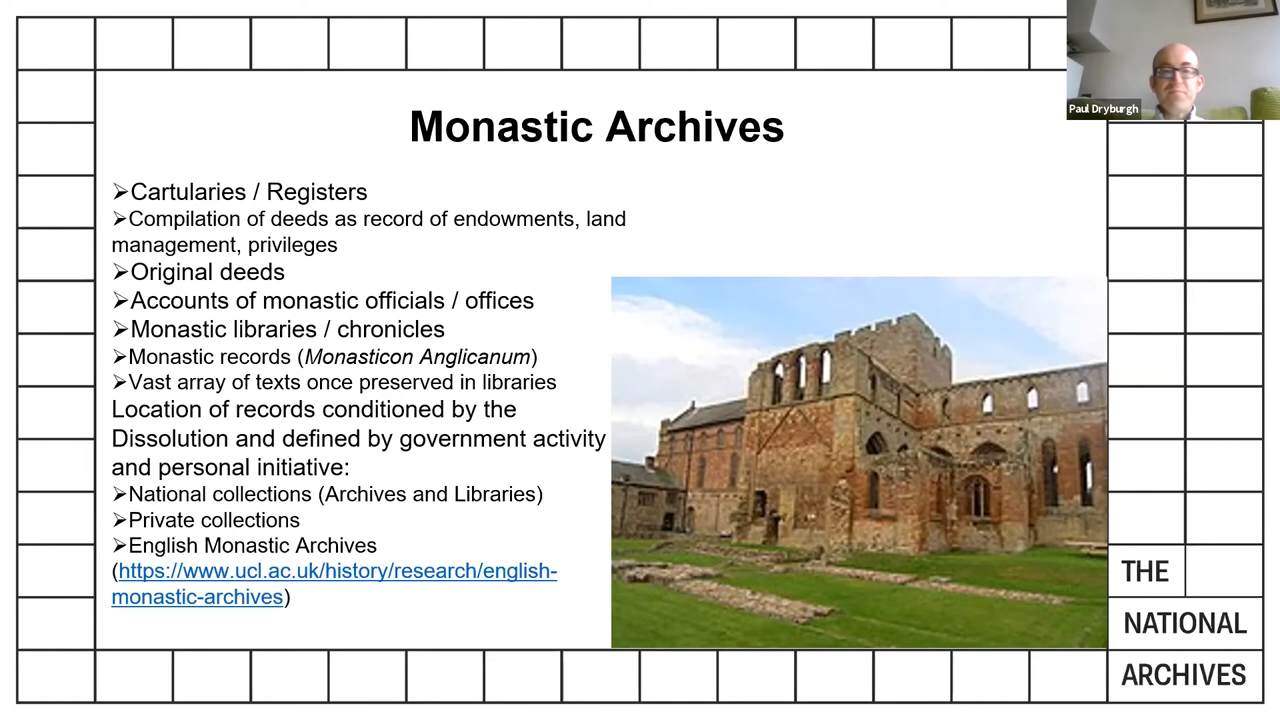 Monastic Archives
Paul Dryburgh
➢Cartularies / Registers
➢Compilation of deeds as record of endowments, land
management, privileges
➢Original deeds
➢Accounts of monastic officials / offices
➢Monastic libraries / chronicles
➢Monastic records (Monasticon Anglicanum)
➢Vast array of texts once preserved in libraries
Location of records conditioned by the
Dissolution and defined by government activity
and personal initiative:
➢National collections (Archives and Libraries)
➢Private collections
➢English Monastic Archives
(https://www.ucl.ac.uk/history/research/english-
monastic-archives)
THE
NATIONAL
ARCHIVES